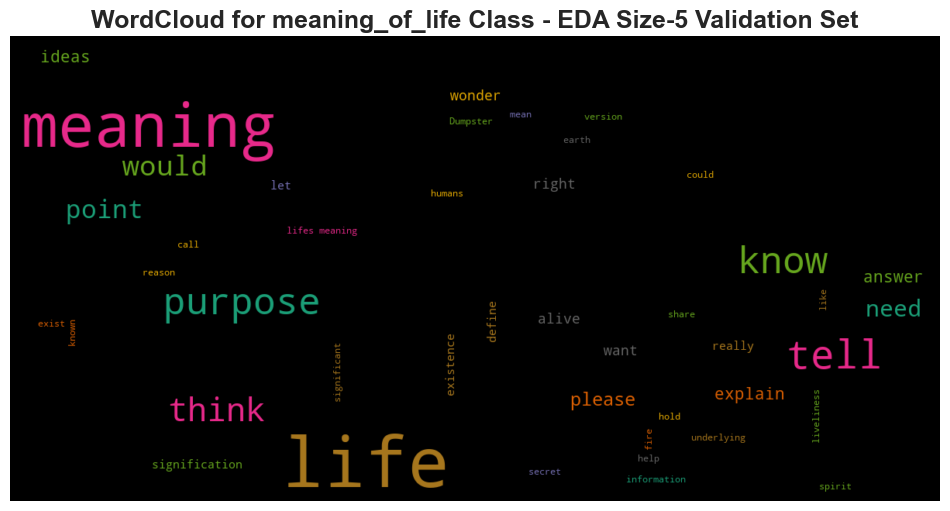 WordCloud for meaning_of_life Class - EDA Size-5 Validation Set
ideas
wonder
meaning
Dumpster
mean
version
earth
would
let
right
could
humans
point
lifes meaning
call
know
reason
answer
purpose
define
like
need
exist
known
alive
share
significant
existence
want
really
tell
think
please
explain
liveliness
hold
fire
underlying
life
signification
help
secret
information
spirit